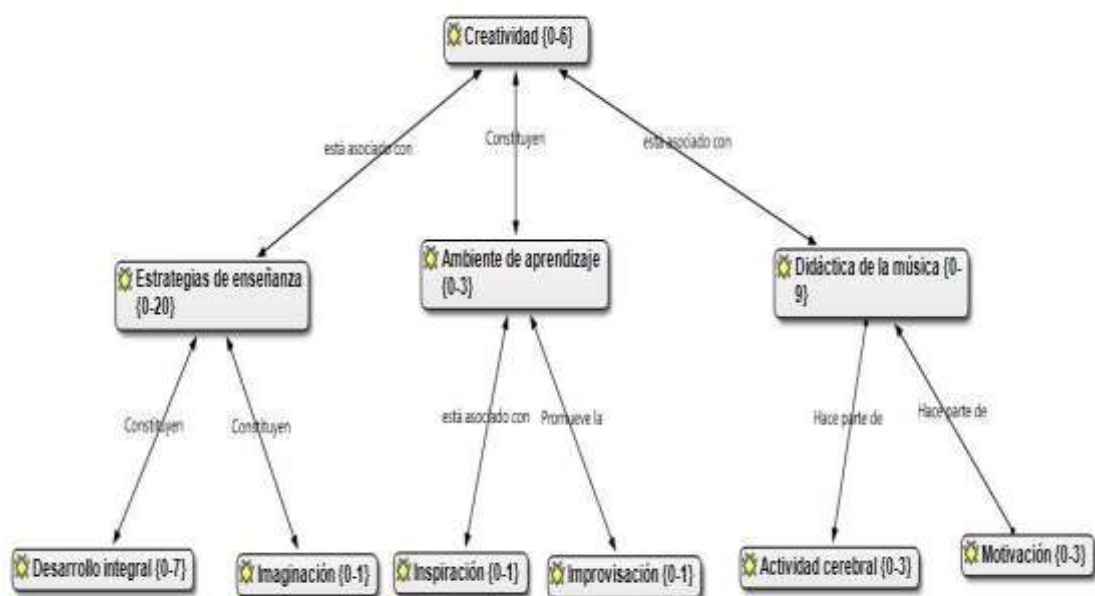 Creatividad {0-6}
está asociado con
Constituyen
está asociado con
Estrategias de enseñanza
{0-20}
Ambiente de aprendizaje
{0-3}
Didáctica de la música {0-
9}
Constituyen
Constituyen
está asociado con
Promueve la
Hace parte de
Hace parte de
Desarrollo integral {0-7}
Imaginación {0-1}
Inspiración {0-1}
Improvisación {0-1}
Actividad cerebral {0-3}
Motivación {0-3}